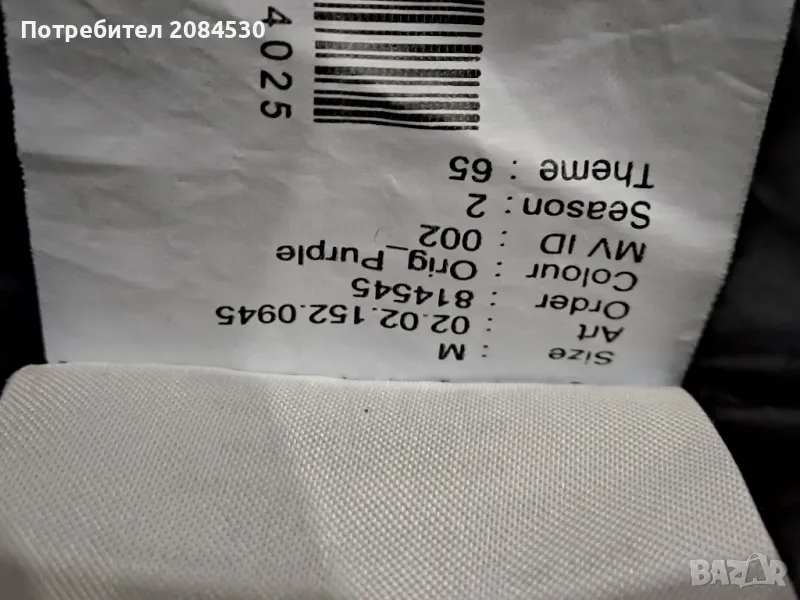 Потребител 2084530
Size : M
Art : 02.02.152.0945
Order : 814545
Colour : Orig_Purple
MV ID : 002
Season : 2
Theme : 65
4025
BAZAR